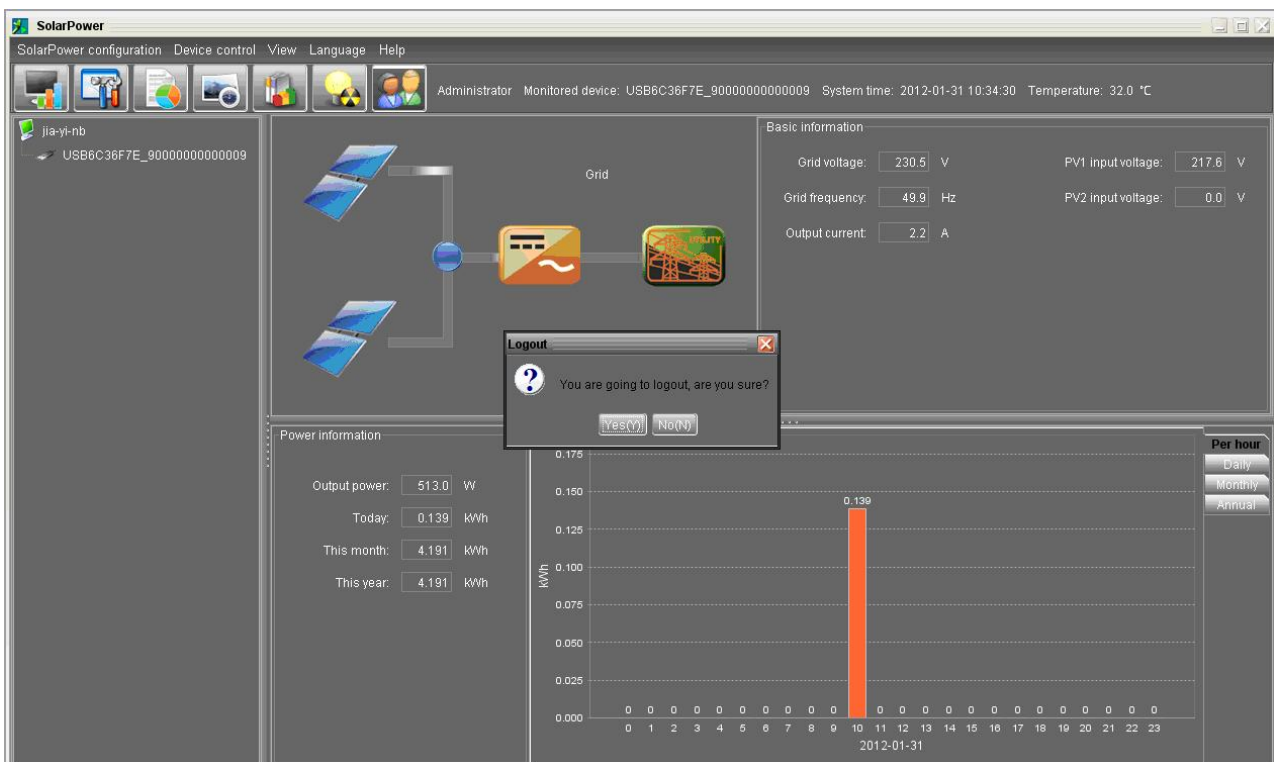 SolarPower
SolarPower configuration Device control View Language Help
Administrator Monitored device: USB6C36F7E_90000000000009 System time: 2012-01-31 10:34:30 Temperature: 32.0 °C
jia-yi-nb
USB6C36F7E_90000000000009
Grid
UTILITY
Basic information
Grid voltage: 230.5 V PV1 input voltage: 217.6 V
Grid frequency: 49.9 Hz PV2 input voltage: 0.0 V
Output current: 2.2 A
Logout
You are going to logout, are you sure?
Yes(Y) No(N)
Power information
Output power: 513.0 W
Today: 0.139 kWh
This month: 4.191 kWh
This year: 4.191 kWh
Per hour
Daily
Monthly
Annual
kWh
0.175
0.150
0.125
0.100
0.075
0.050
0.025
0.000
0.139
0 0 0 0 0 0 0 0 0 0 0 0 0 0 0 0 0 0 0 0 0 0 0
0 1 2 3 4 5 6 7 8 9 10 11 12 13 14 15 16 17 18 19 20 21 22 23
2012-01-31